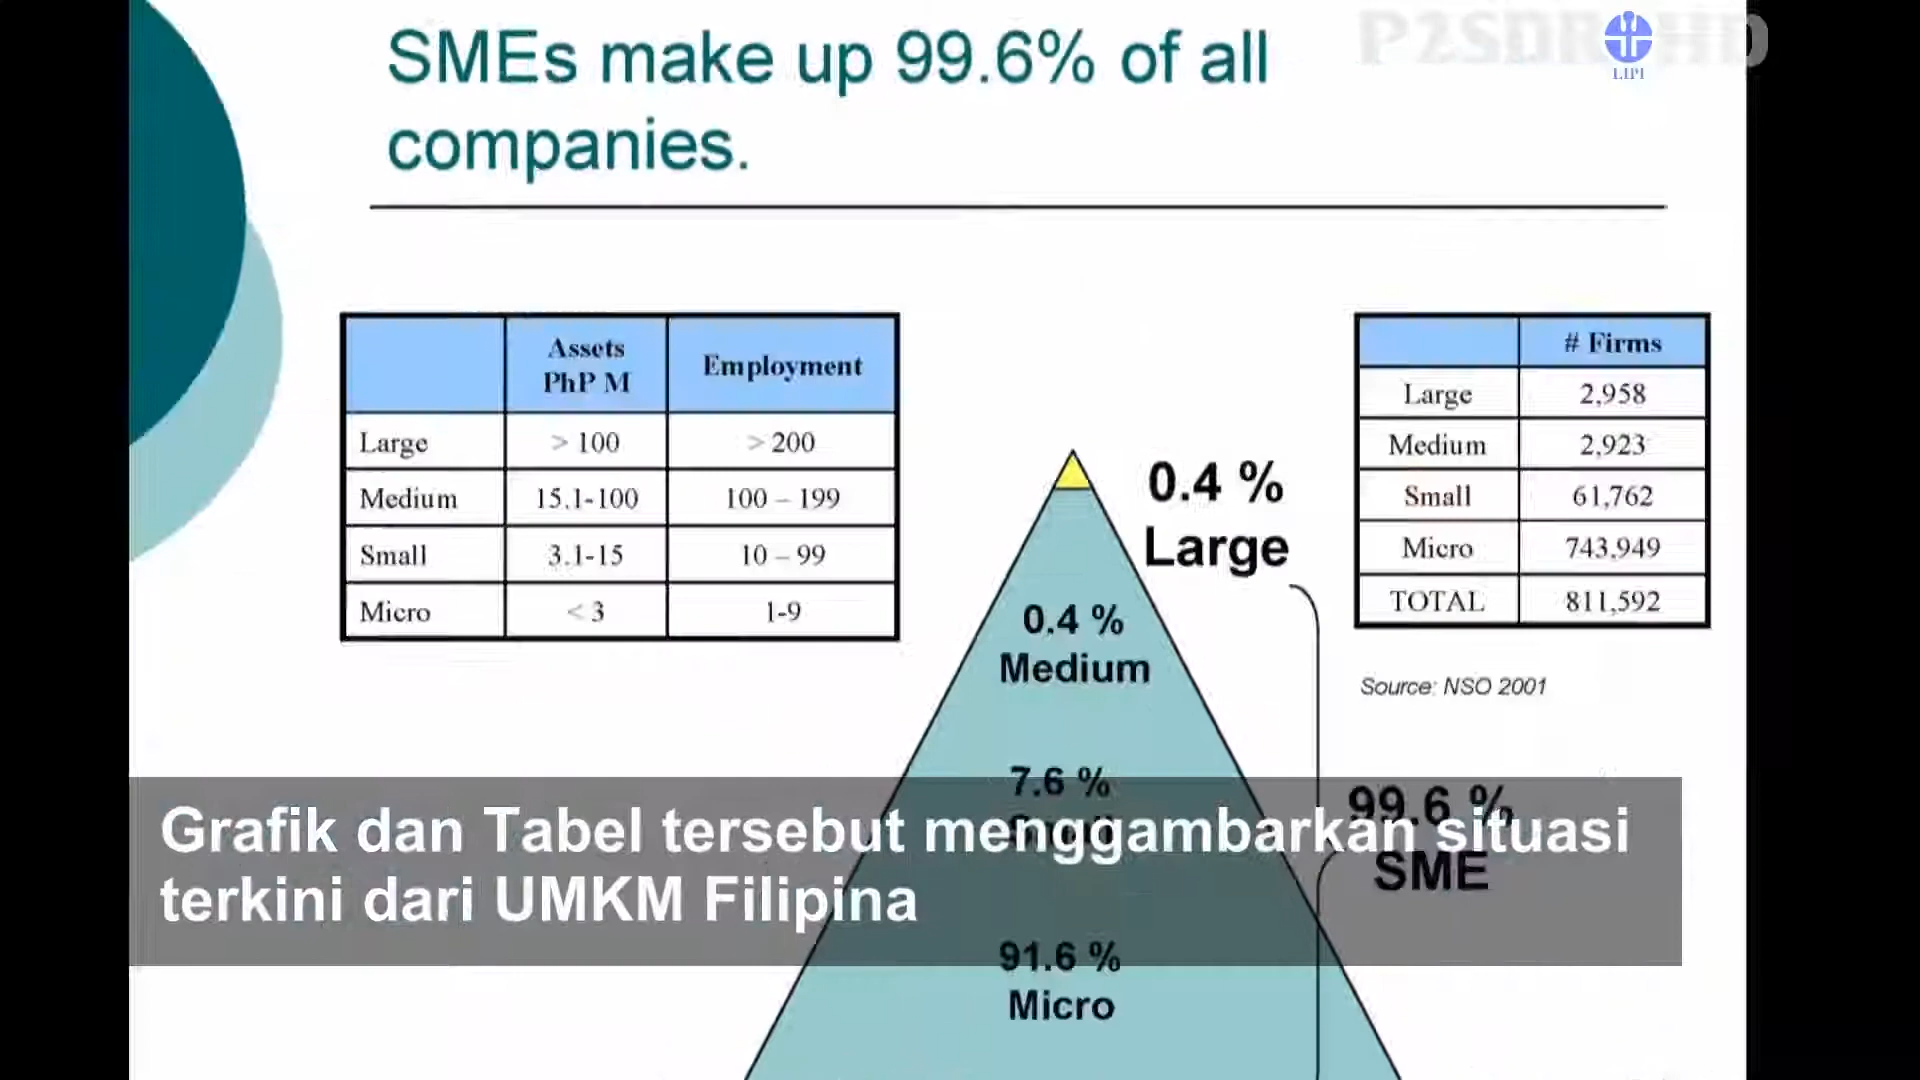 P2SDR HD
LIPI
SMEs make up 99.6% of all
companies.
Assets
PhP M
Employment
Large
> 100
> 200
Medium
15.1-100
100 – 199
Small
3.1-15
10 – 99
Micro
< 3
1-9
# Firms
Large
2,958
Medium
2,923
Small
61,762
Micro
743,949
TOTAL
811,592
Source: NSO 2001
0.4 %
Large
0.4 %
Medium
7.6 %
Small
91.6 %
Micro
99.6 %
SME
Grafik dan Tabel tersebut menggambarkan situasi
terkini dari UMKM Filipina